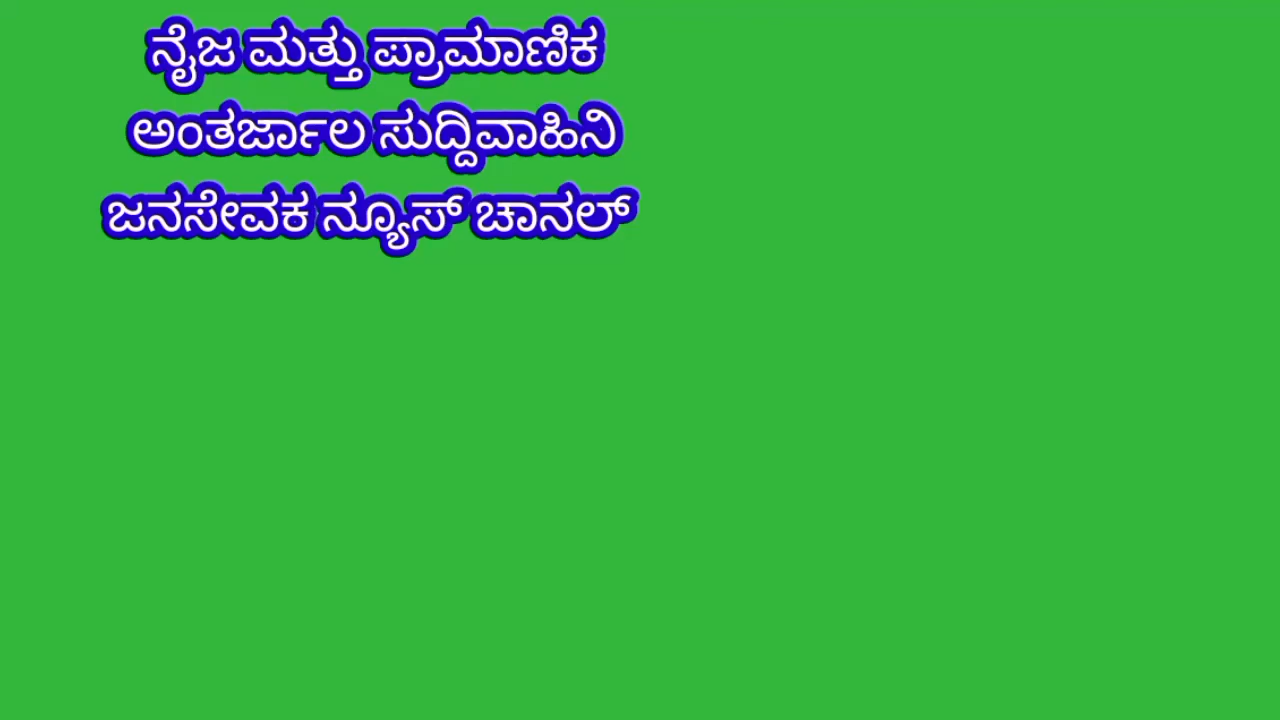 ನೈಜ ಮತ್ತು ಪ್ರಾಮಾಣಿಕ
ಅಂತರ್ಜಾಲ ಸುದ್ದಿವಾಹಿನಿ
ಜನಸೇವಕ ನ್ಯೂಸ್ ಚಾನಲ್